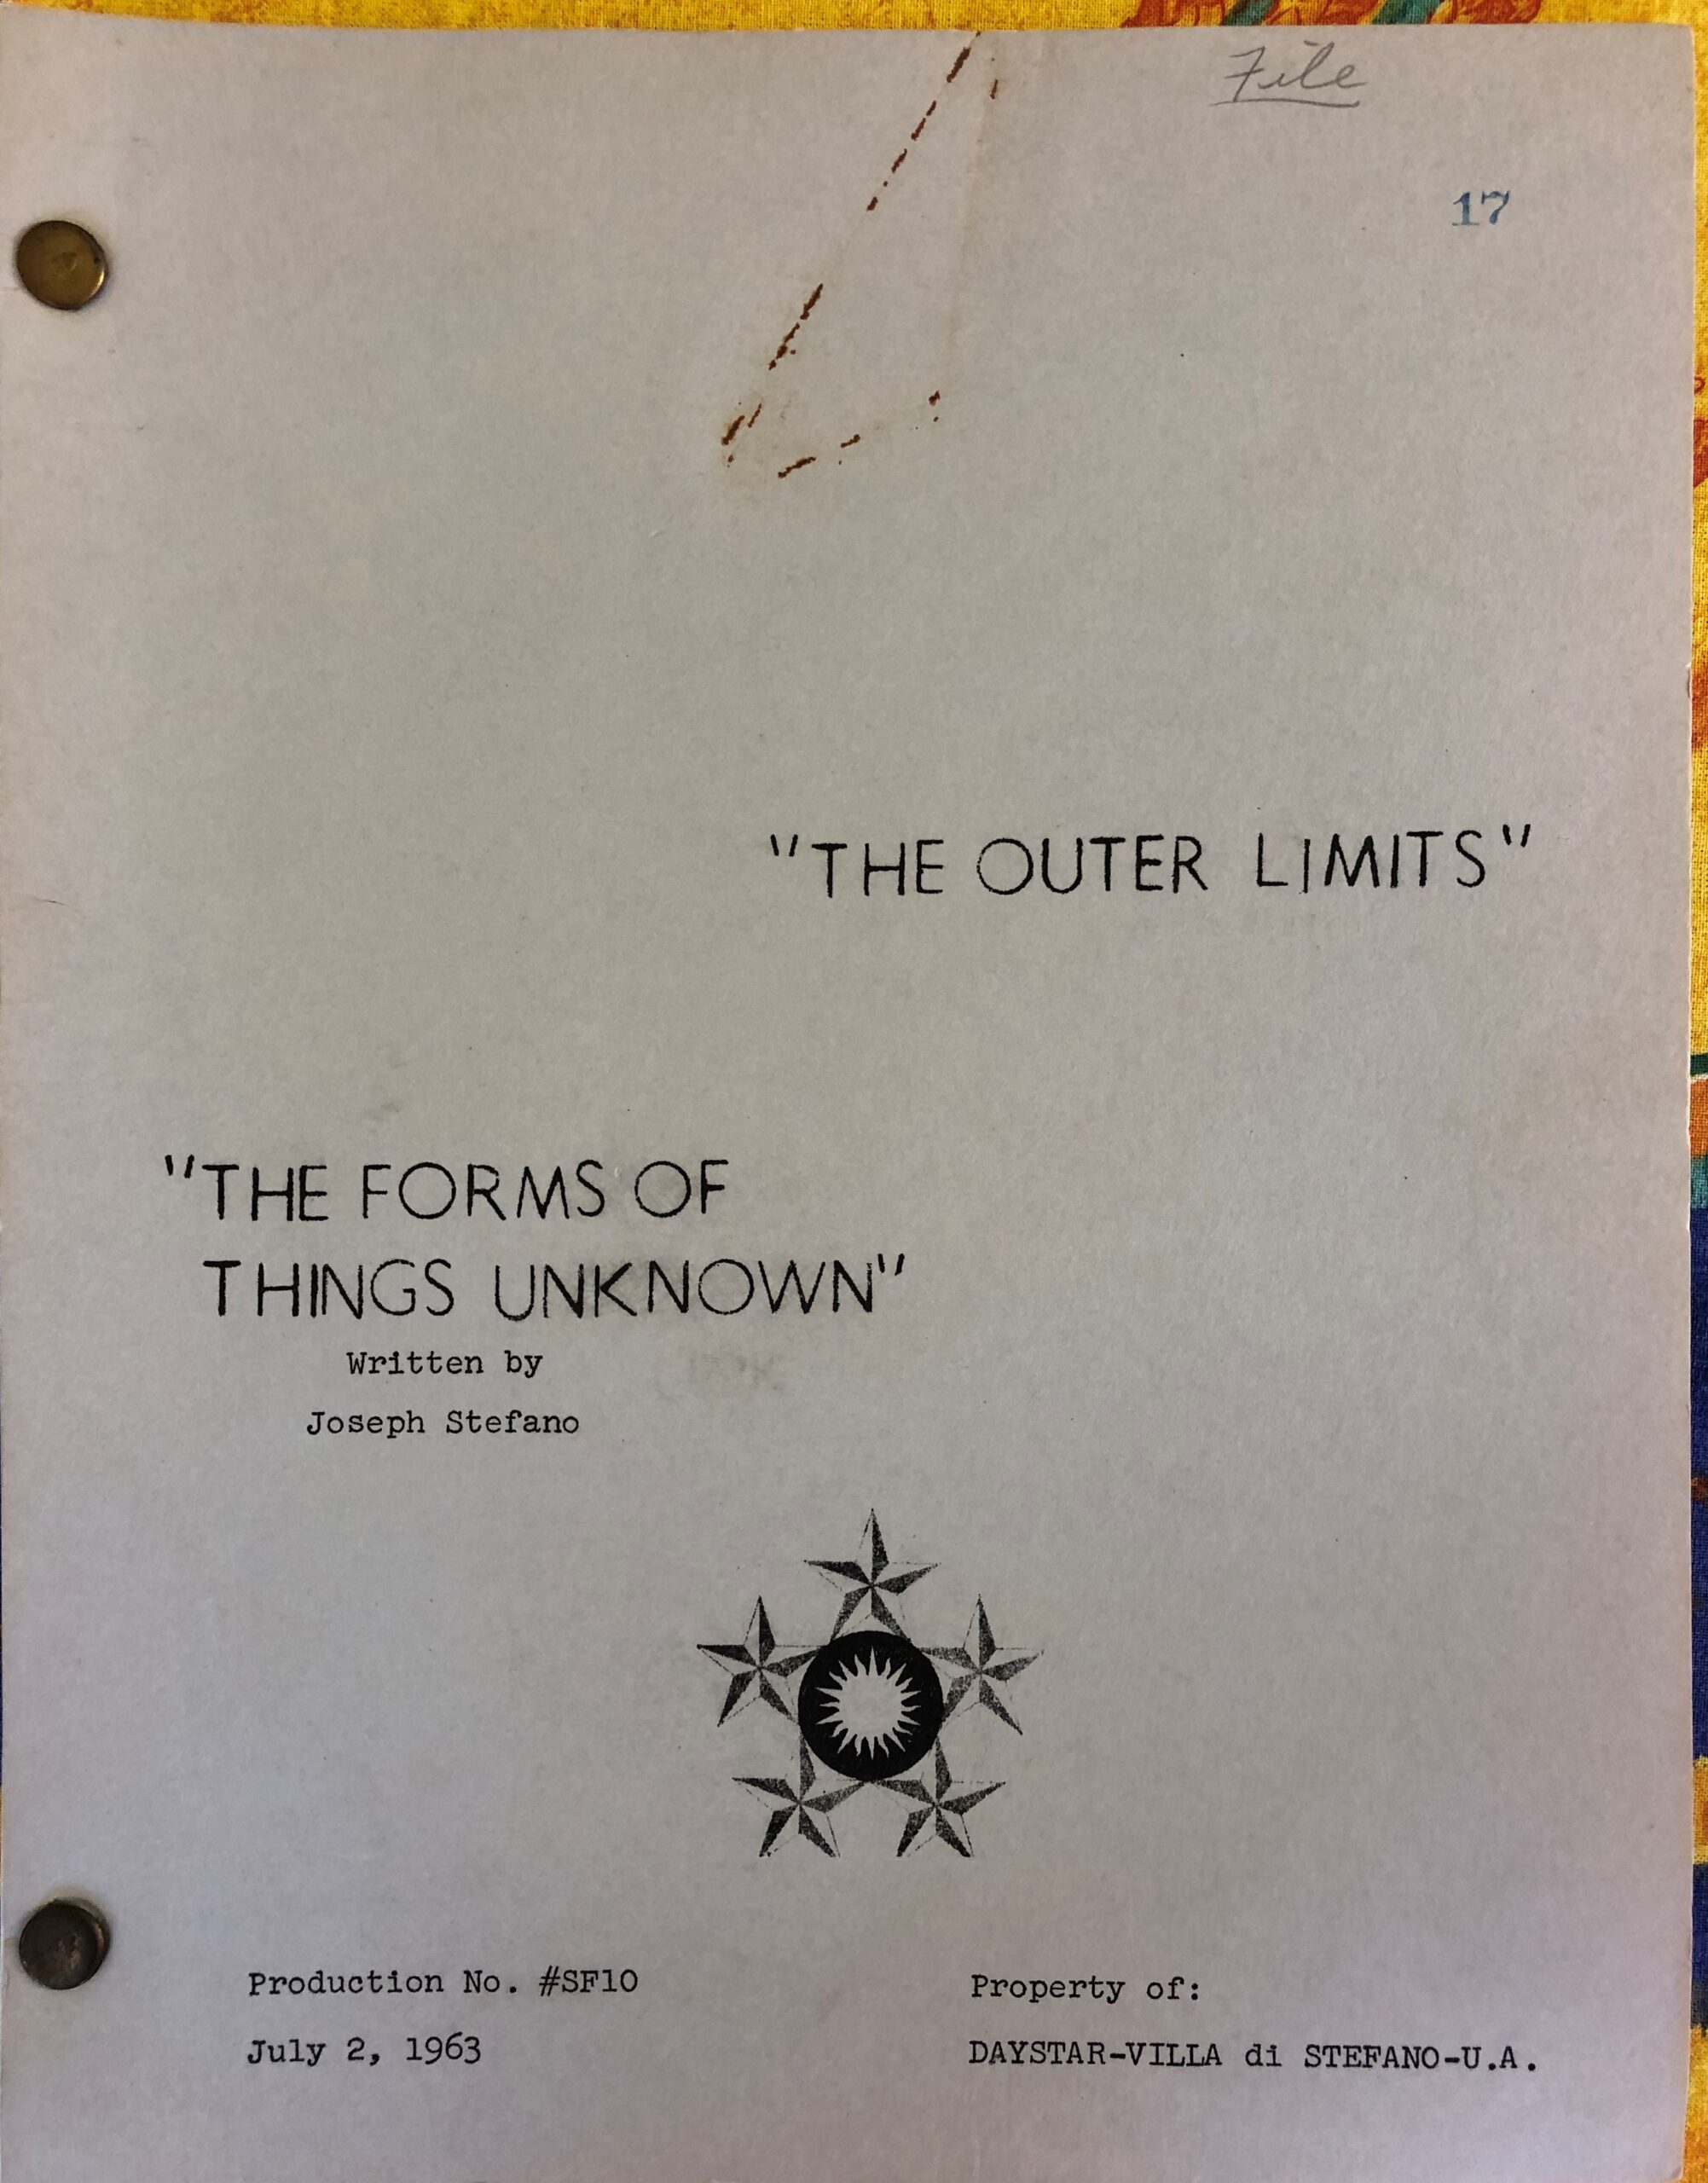 File
17
"THE OUTER LIMITS"
"THE FORMS OF
THINGS UNKNOWN"
Written by
Joseph Stefano
Production No. #SF10
July 2, 1963
Property of:
DAYSTAR-VILLA di STEFANO-U.A.